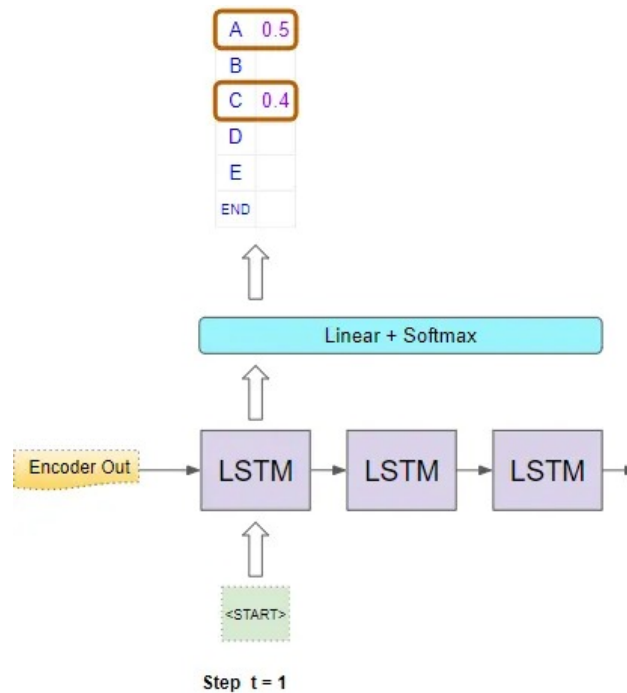 A 0.5
B
C 0.4
D
E
END
Linear + Softmax
Encoder Out
LSTM
LSTM
LSTM
<START>
Step t = 1